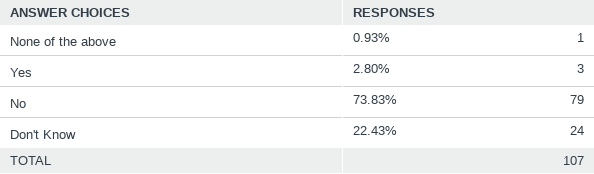 ANSWER CHOICES RESPONSES
None of the above 0.93% 1
Yes 2.80% 3
No 73.83% 79
Don't Know 22.43% 24
TOTAL 107